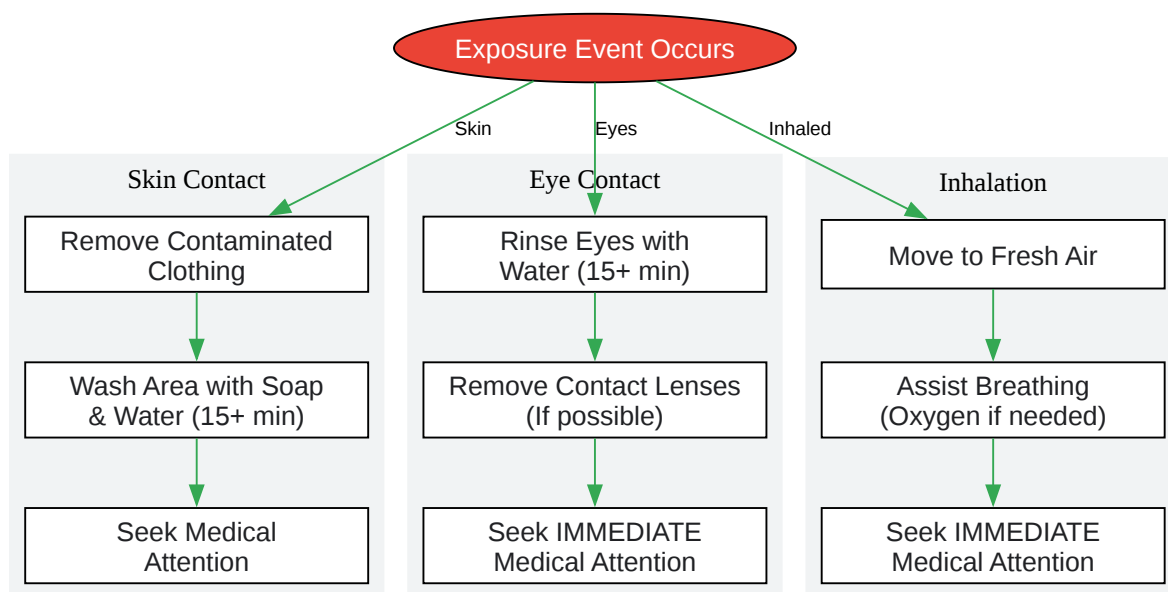 Exposure Event Occurs
Skin
Eyes
Inhaled
Skin Contact
Remove Contaminated
Clothing
Wash Area with Soap
& Water (15+ min)
Seek Medical
Attention
Eye Contact
Rinse Eyes with
Water (15+ min)
Remove Contact Lenses
(If possible)
Seek IMMEDIATE
Medical Attention
Inhalation
Move to Fresh Air
Assist Breathing
(Oxygen if needed)
Seek IMMEDIATE
Medical Attention